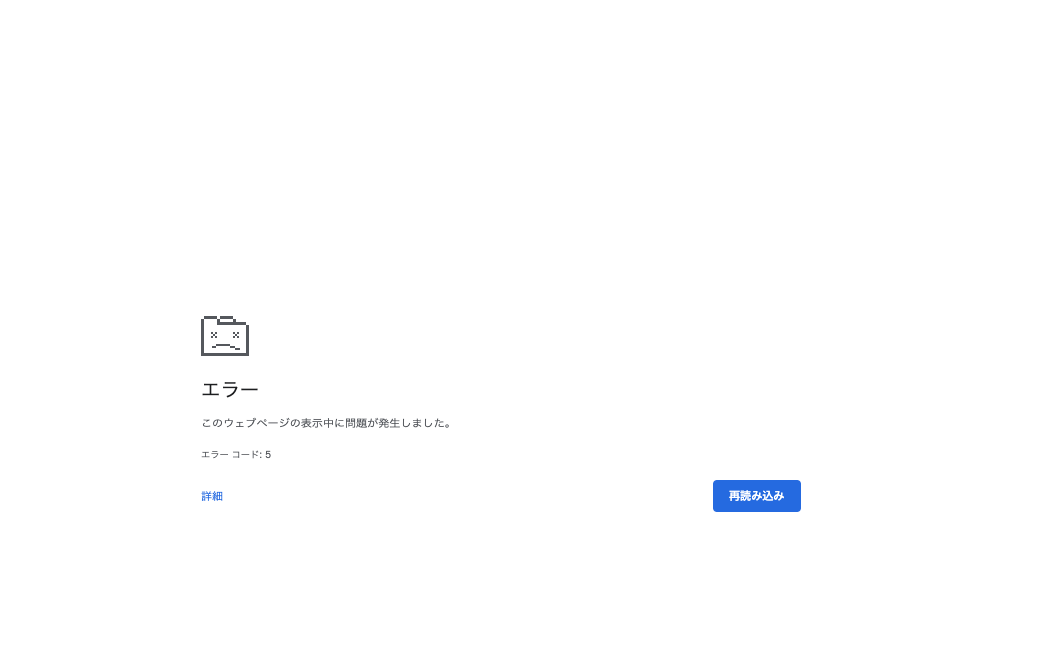 エラー
このウェブページの表示中に問題が発生しました。
エラー コード: 5
詳細
再読み込み